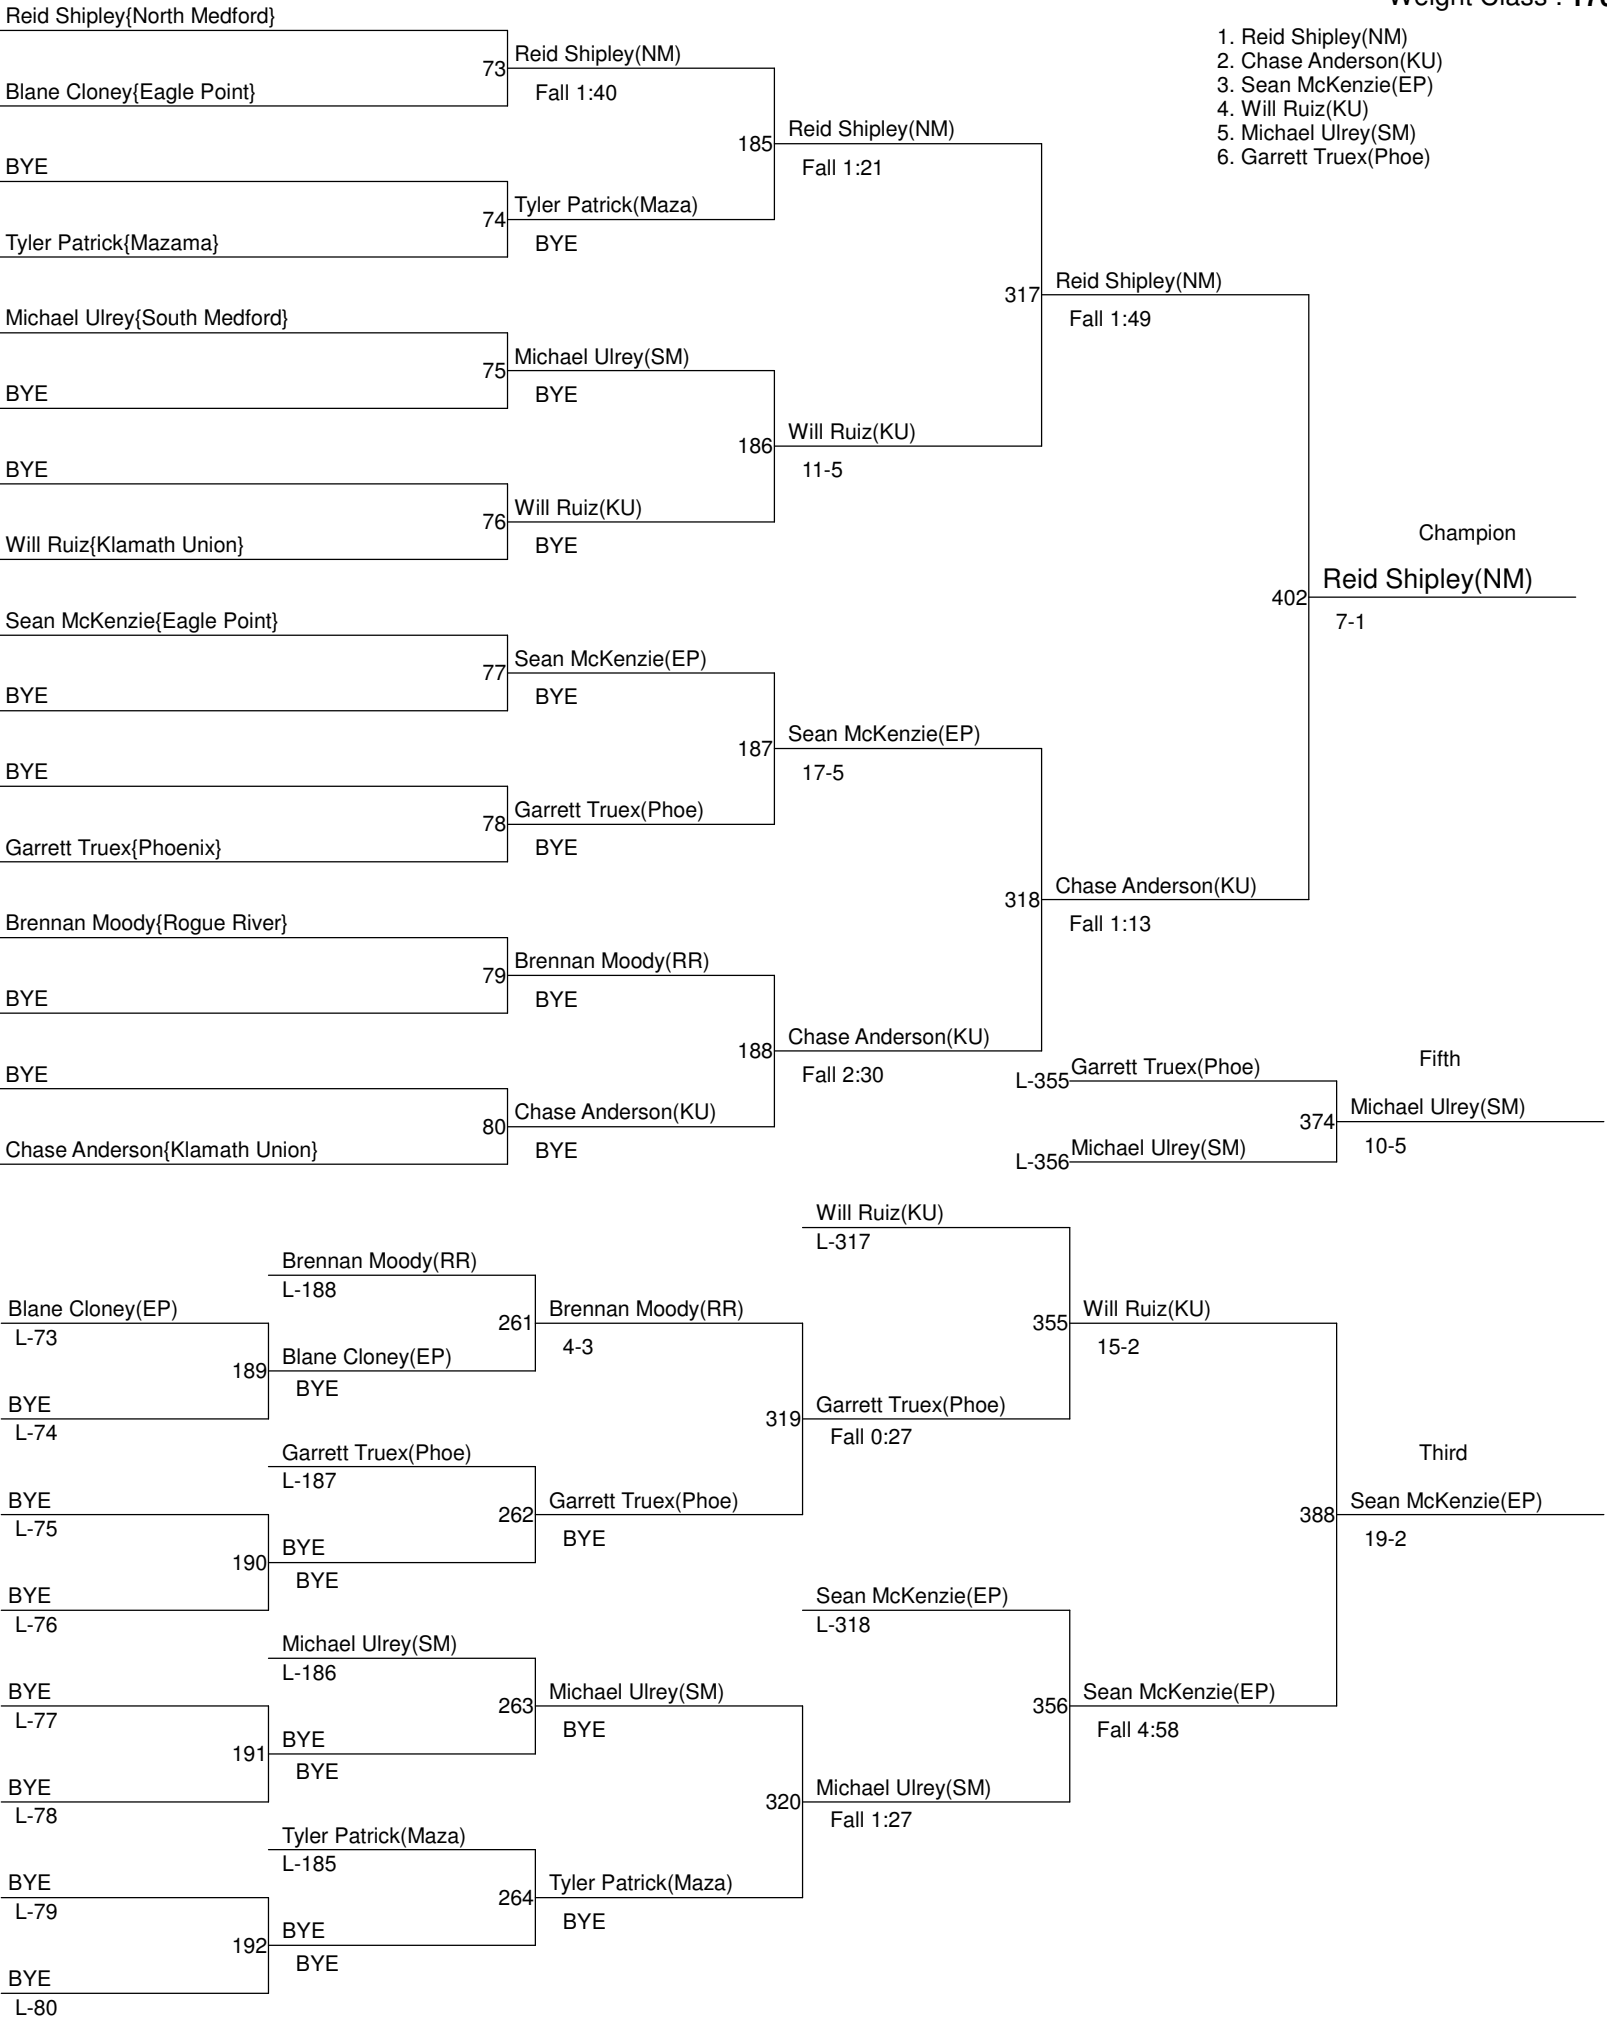 Reid Shipley{North Medford}
1. Reid Shipley(NM)
2. Chase Anderson(KU)
3. Sean McKenzie(EP)
4. Will Ruiz(KU)
5. Michael Ulrey(SM)
6. Garrett Truex(Phoe)
73 Reid Shipley(NM)
Fall 1:40
Blane Cloney{Eagle Point}
185 Reid Shipley(NM)
Fall 1:21
BYE
74 Tyler Patrick(Maza)
BYE
Tyler Patrick{Mazama}
317 Reid Shipley(NM)
Fall 1:49
Michael Ulrey{South Medford}
75 Michael Ulrey(SM)
BYE
BYE
186 Will Ruiz(KU)
11-5
BYE
76 Will Ruiz(KU)
BYE
Will Ruiz{Klamath Union}
Champion
402 Reid Shipley(NM)
7-1
Sean McKenzie{Eagle Point}
77 Sean McKenzie(EP)
BYE
BYE
187 Sean McKenzie(EP)
17-5
BYE
78 Garrett Truex(Phoe)
BYE
Garrett Truex{Phoenix}
318 Chase Anderson(KU)
Fall 1:13
Brennan Moody{Rogue River}
79 Brennan Moody(RR)
BYE
BYE
188 Chase Anderson(KU)
Fall 2:30
BYE
80 Chase Anderson(KU)
BYE
Chase Anderson{Klamath Union}
Fifth
L-355 Garrett Truex(Phoe)
374 Michael Ulrey(SM)
10-5
L-356 Michael Ulrey(SM)
Will Ruiz(KU)
L-317
Brennan Moody(RR)
L-188
Blane Cloney(EP)
L-73
261 Brennan Moody(RR)
4-3
355 Will Ruiz(KU)
15-2
189 Blane Cloney(EP)
BYE
BYE
L-74
319 Garrett Truex(Phoe)
Fall 0:27
Garrett Truex(Phoe)
L-187
BYE
L-75
262 Garrett Truex(Phoe)
BYE
190 BYE
BYE
BYE
L-76
Third
388 Sean McKenzie(EP)
19-2
Sean McKenzie(EP)
L-318
Michael Ulrey(SM)
L-186
BYE
L-77
263 Michael Ulrey(SM)
BYE
356 Sean McKenzie(EP)
Fall 4:58
191 BYE
BYE
BYE
L-78
320 Michael Ulrey(SM)
Fall 1:27
Tyler Patrick(Maza)
L-185
BYE
L-79
264 Tyler Patrick(Maza)
BYE
192 BYE
BYE
BYE
L-80